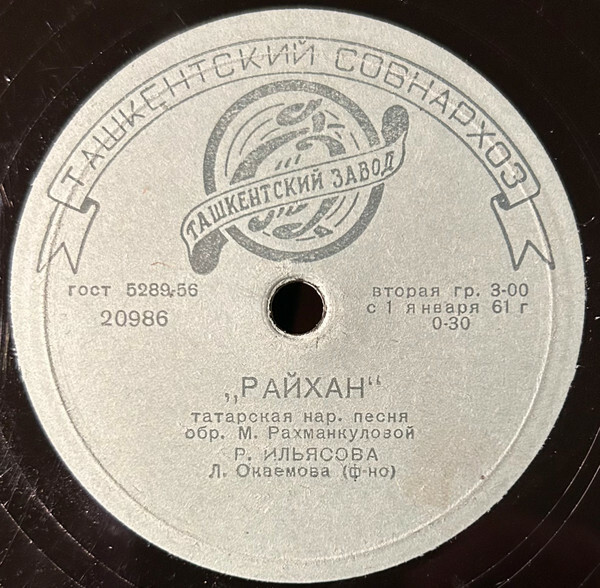 ТАШКЕНТСКИЙ СОВНАРХОЗ
ТАШКЕНТСКИЙ ЗАВОД
гост 5289-56
20986
вторая гр. 3-00
с 1 января 61 г
0-30
„РАЙХАН“
татарская нар. песня
обр. М. Рахманкуловой
Р. ИЛЬЯСОВА
Л. Окаемова (ф-но)